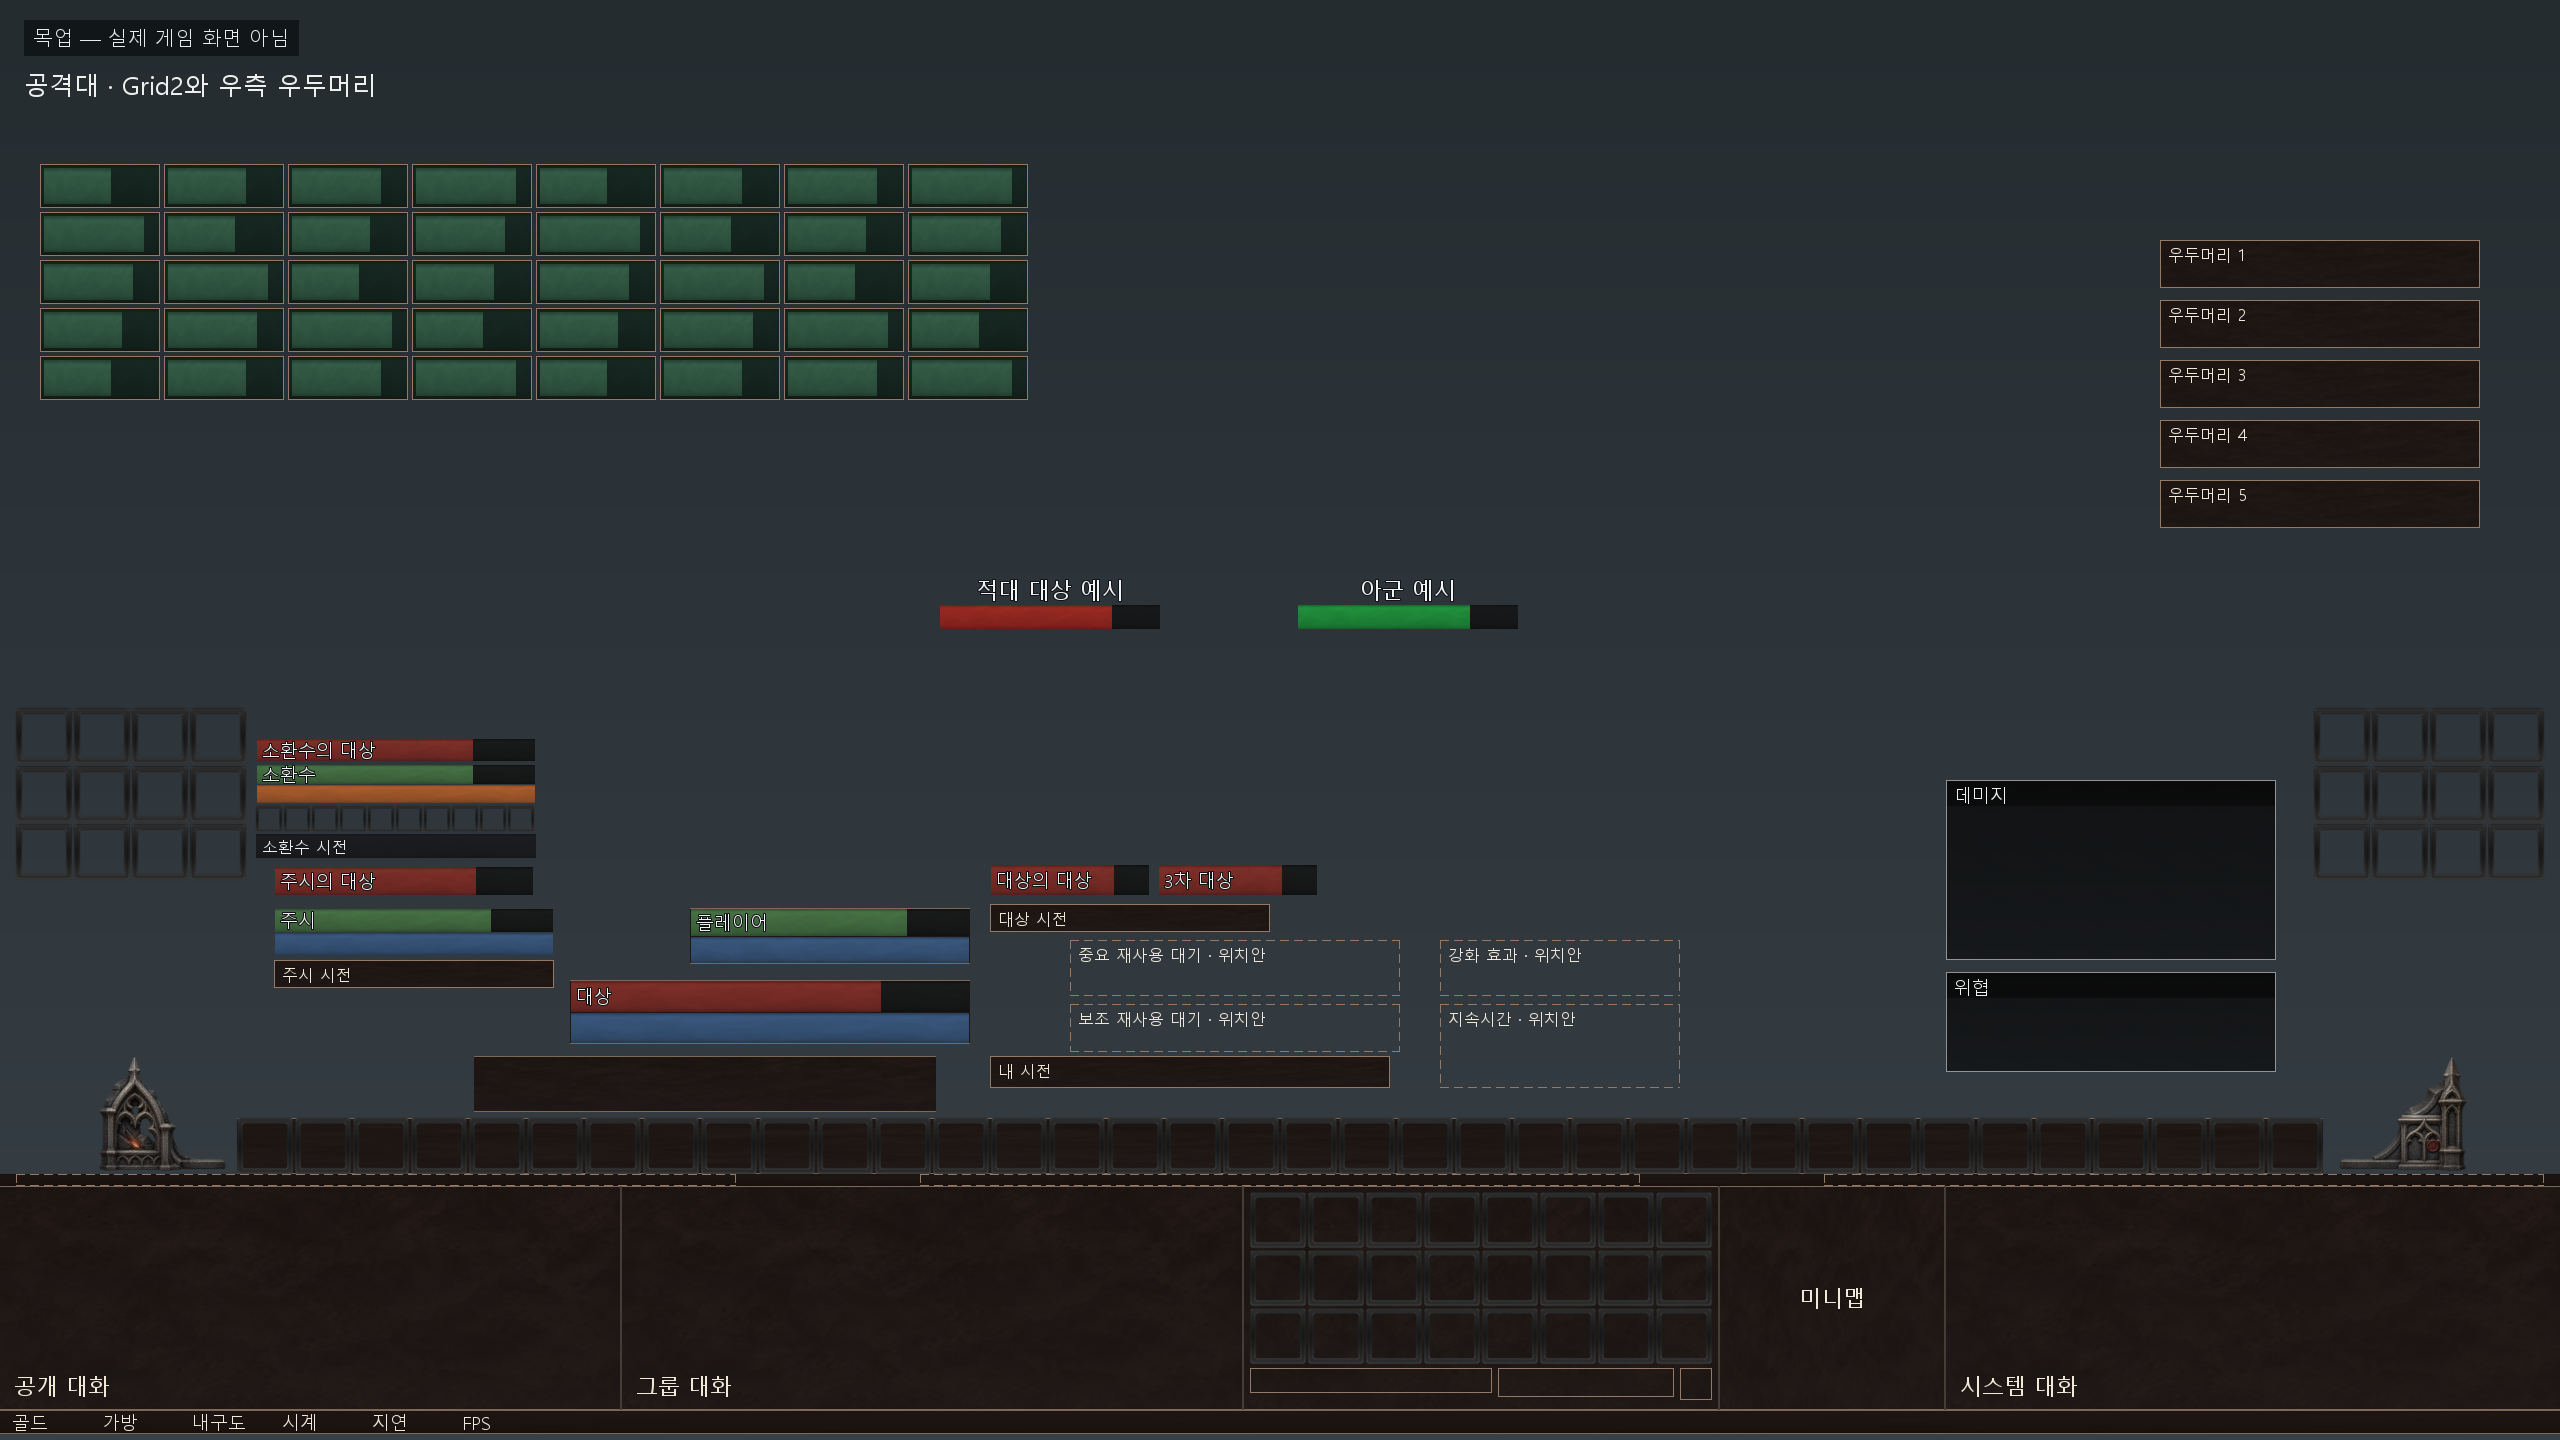 목업 — 실제 게임 화면 아님
공격대 · Grid2와 우측 우두머리
우두머리 1
우두머리 2
우두머리 3
우두머리 4
우두머리 5
적대 대상 예시
아군 예시
소환수의 대상
소환수
소환수 시전
주시의 대상
주시
주시 시전
플레이어
대상
대상의 대상
3차 대상
대상 시전
중요 재사용 대기 · 위치안
강화 효과 · 위치안
보조 재사용 대기 · 위치안
지속시간 · 위치안
내 시전
데미지
위협
미니맵
공개 대화
그룹 대화
시스템 대화
골드 가방 내구도 시계 지연 FPS